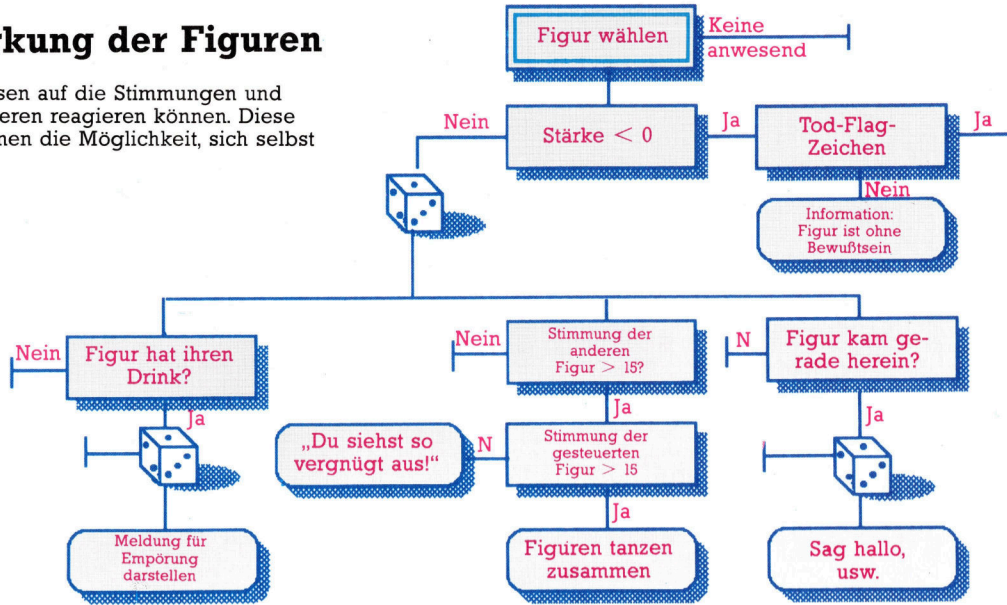 rkung der Figuren
sen auf die Stimmungen und
eren reagieren können. Diese
nen die Möglichkeit, sich selbst
Figur wählen
Keine
anwesend
Nein
Stärke < 0
Ja
Tod-Flag-
Zeichen
Ja
Nein
Information:
Figur ist ohne
Bewußtsein
Nein
Figur hat ihren
Drink?
Ja
Meldung für
Empörung
darstellen
Nein
Stimmung der
anderen
Figur > 15?
Ja
„Du siehst so
vergnügt aus!“
N
Stimmung der
gesteuerten
Figur > 15
Ja
Figuren tanzen
zusammen
N
Figur kam ge-
rade herein?
Ja
Sag hallo,
usw.